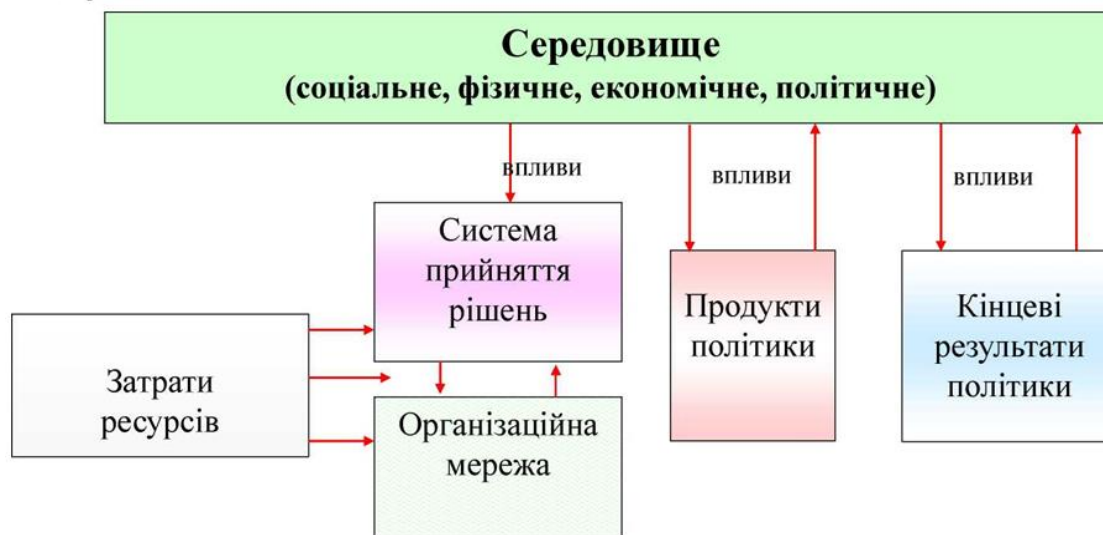 Середовище
(соціальне, фізичне, економічне, політичне)
впливи
впливи
впливи
Система
прийняття
рішень
Продукти
політики
Кінцеві
результати
політики
Затрати
ресурсів
Організаційна
мережа